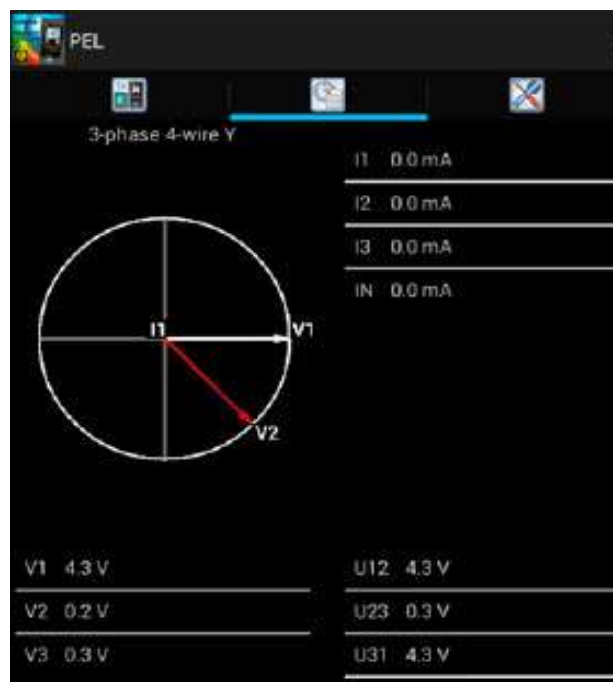 PEL
3-phase 4-wire Y
I1 0.0 mA
I2 0.0 mA
I3 0.0 mA
IN 0.0 mA
I1
V1
V2
V1 4.3 V
V2 0.2 V
V3 0.3 V
U12 4.3 V
U23 0.3 V
U31 4.3 V